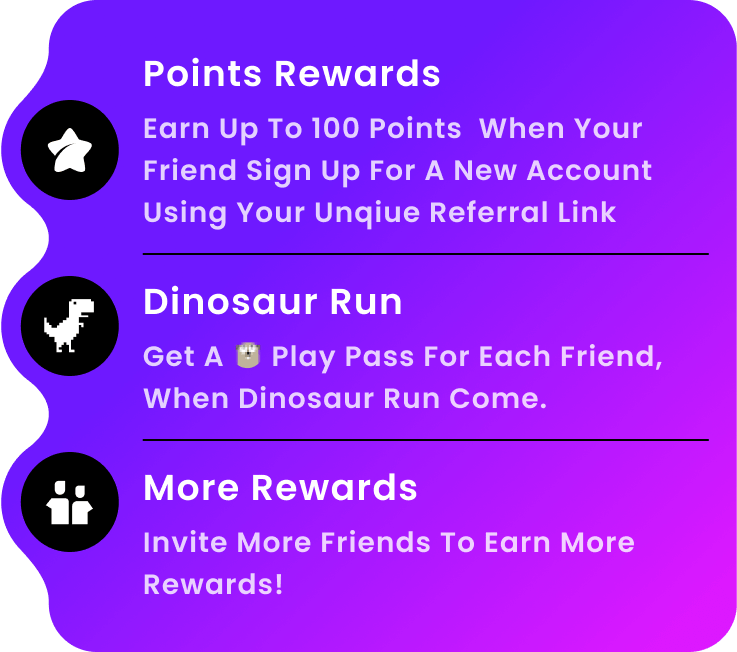 Points Rewards
Earn Up To 100 Points When Your
Friend Sign Up For A New Account
Using Your Unqiue Referral Link
Dinosaur Run
Get A Play Pass For Each Friend,
When Dinosaur Run Come.
More Rewards
Invite More Friends To Earn More
Rewards!